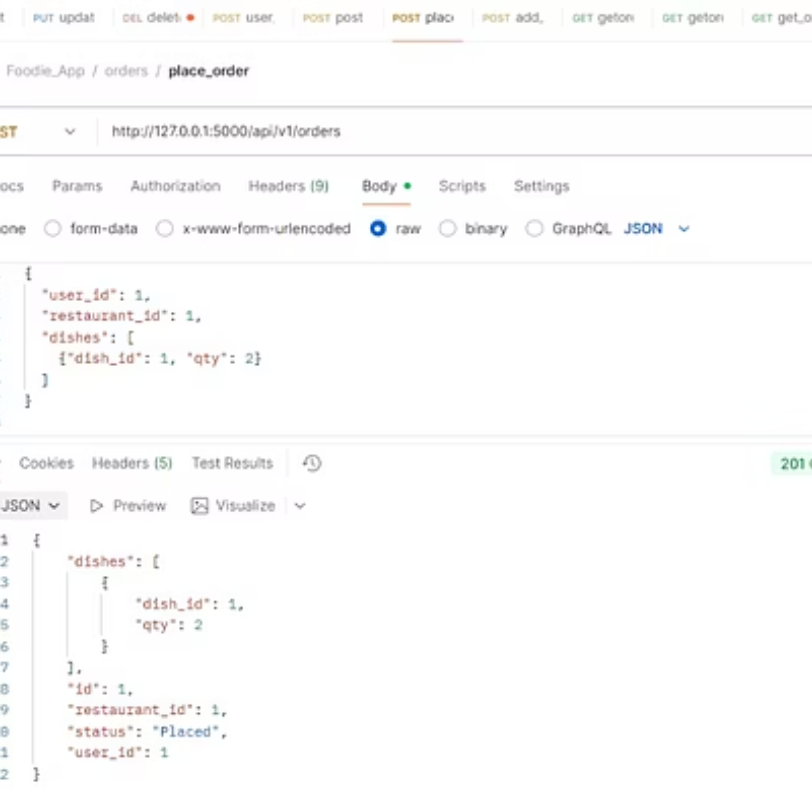 t PUT updat DEL delet POST user_ POST post POST plac POST add_ GET geton GET geton GET get_o
Foodie_App / orders / place_order
ST http://127.0.0.1:5000/api/v1/orders
ocs Params Authorization Headers (9) Body Scripts Settings
one form-data x-www-form-urlencoded raw binary GraphQL JSON
{
"user_id": 1,
"restaurant_id": 1,
"dishes": [
{"dish_id": 1, "qty": 2}
]
}
Cookies Headers (5) Test Results 201
JSON Preview Visualize
1 {
2 "dishes": [
3 {
4 "dish_id": 1,
5 "qty": 2
6 }
7 ],
8 "id": 1,
9 "restaurant_id": 1,
0 "status": "Placed",
1 "user_id": 1
2 }